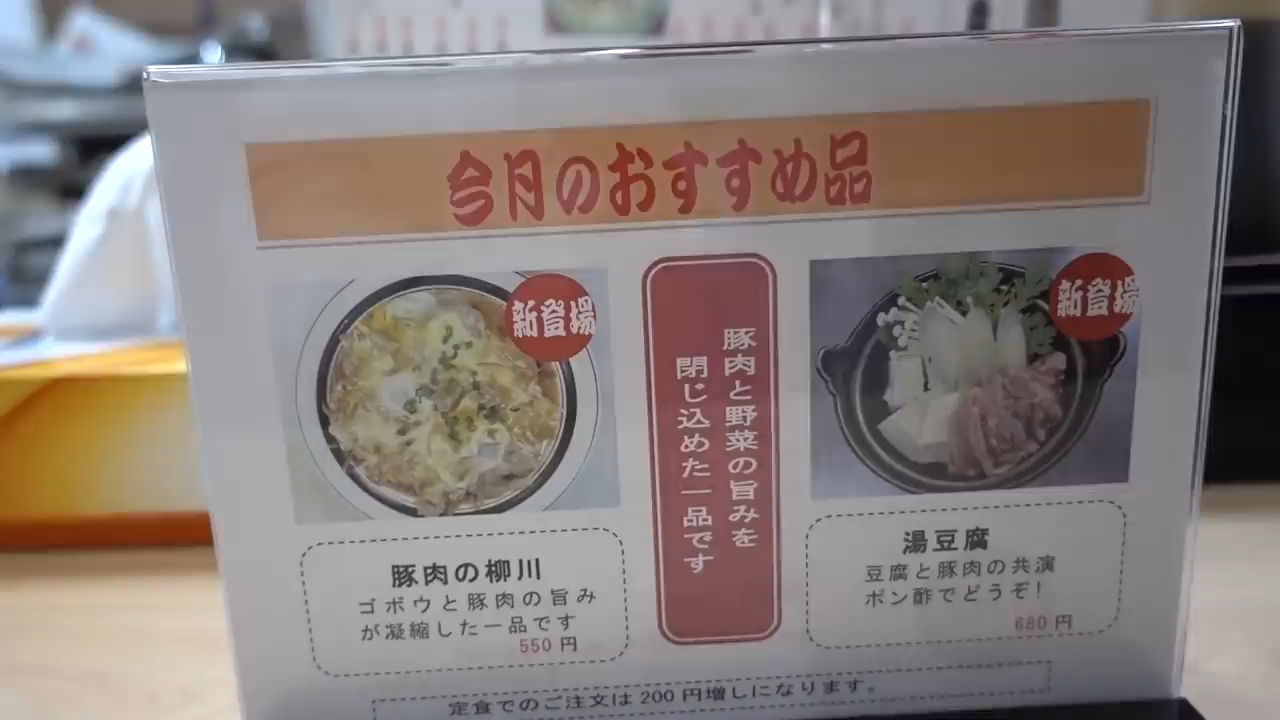 今月のおすすめ品
新登場
新登場
豚肉と野菜の旨みを
閉じ込めた一品です
豚肉の柳川
ゴボウと豚肉の旨み
が凝縮した一品です
550円
湯豆腐
豆腐と豚肉の共演
ポン酢でどうぞ!
680円
定食でのご注文は200円増しになります。